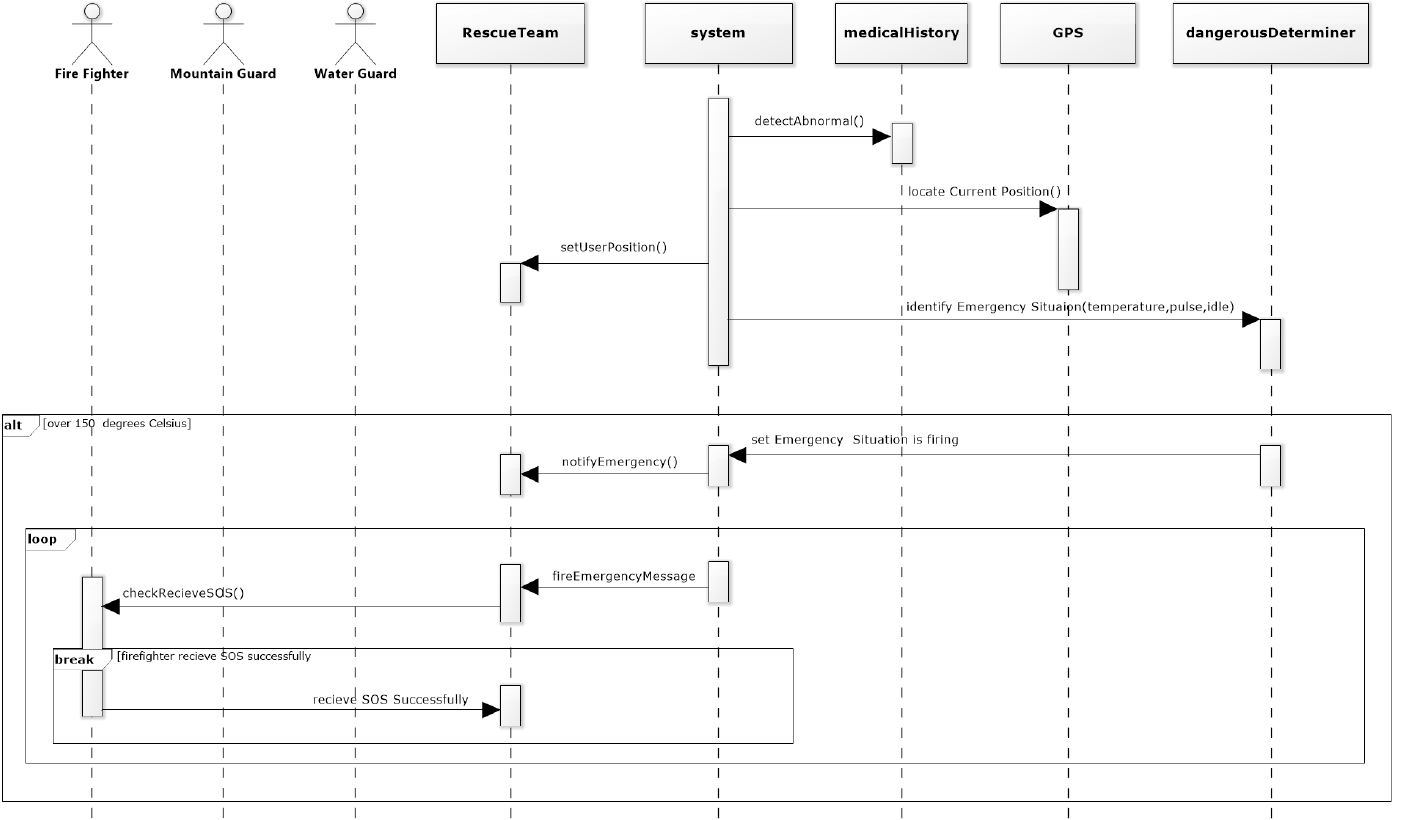 RescueTeam
system
medicalHistory
GPS
dangerousDeterminer
Fire Fighter
Mountain Guard
Water Guard
detectAbnormal()
locate Current Position()
setUserPosition()
identify Emergency Situaion(temperature,pulse,idle)
alt
[over 150 degrees Celsius]
set Emergency Situation is firing
notifyEmergency()
loop
fireEmergencyMessage
checkRecieveSOS()
break
[firefighter recieve SOS successfully
recieve SOS Successfully